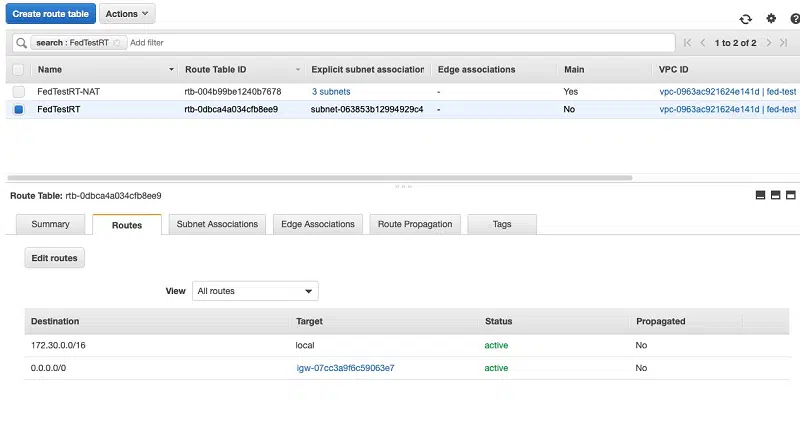 Create route table Actions
search : FedTestRT Add filter 1 to 2 of 2
Name Route Table ID Explicit subnet association Edge associations Main VPC ID
FedTestRT-NAT rtb-004b99be1240b7678 3 subnets - Yes vpc-0963ac921624e141d | fed-test
FedTestRT rtb-0dbca4a034cfb8ee9 subnet-063853b12994929c4 - No vpc-0963ac921624e141d | fed-test
Route Table: rtb-0dbca4a034cfb8ee9
Summary Routes Subnet Associations Edge Associations Route Propagation Tags
Edit routes
View All routes
Destination Target Status Propagated
172.30.0.0/16 local active No
0.0.0.0/0 igw-07cc3a9f6c59063e7 active No